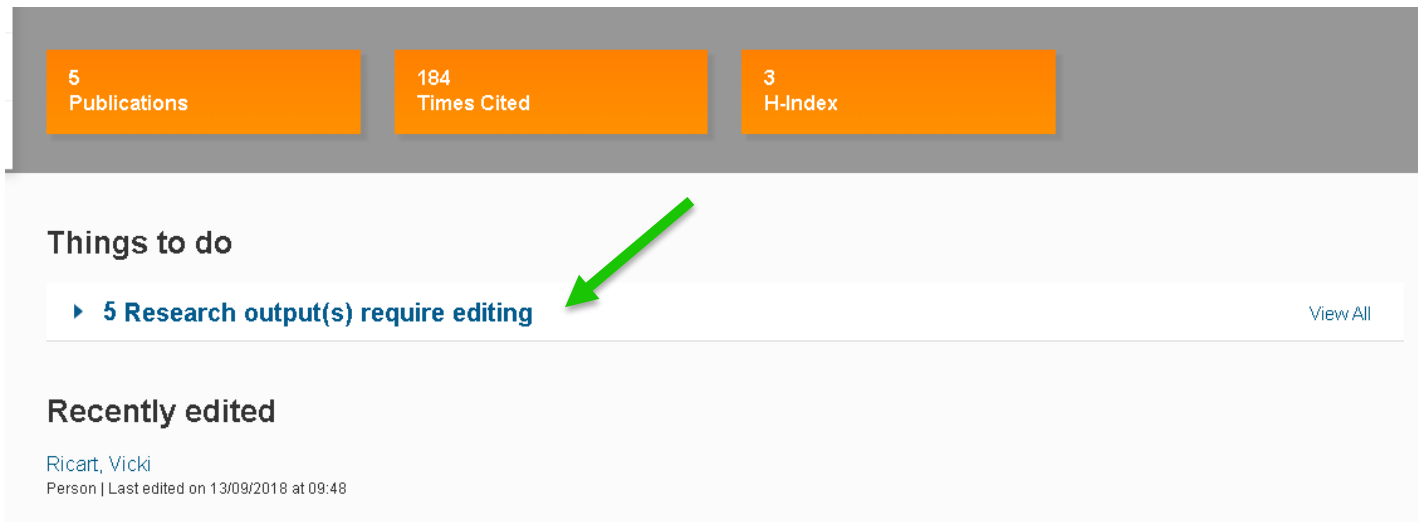 5
Publications
184
Times Cited
3
H-Index
Things to do
5 Research output(s) require editing
View All
Recently edited
Ricart, Vicki
Person | Last edited on 13/09/2018 at 09:48